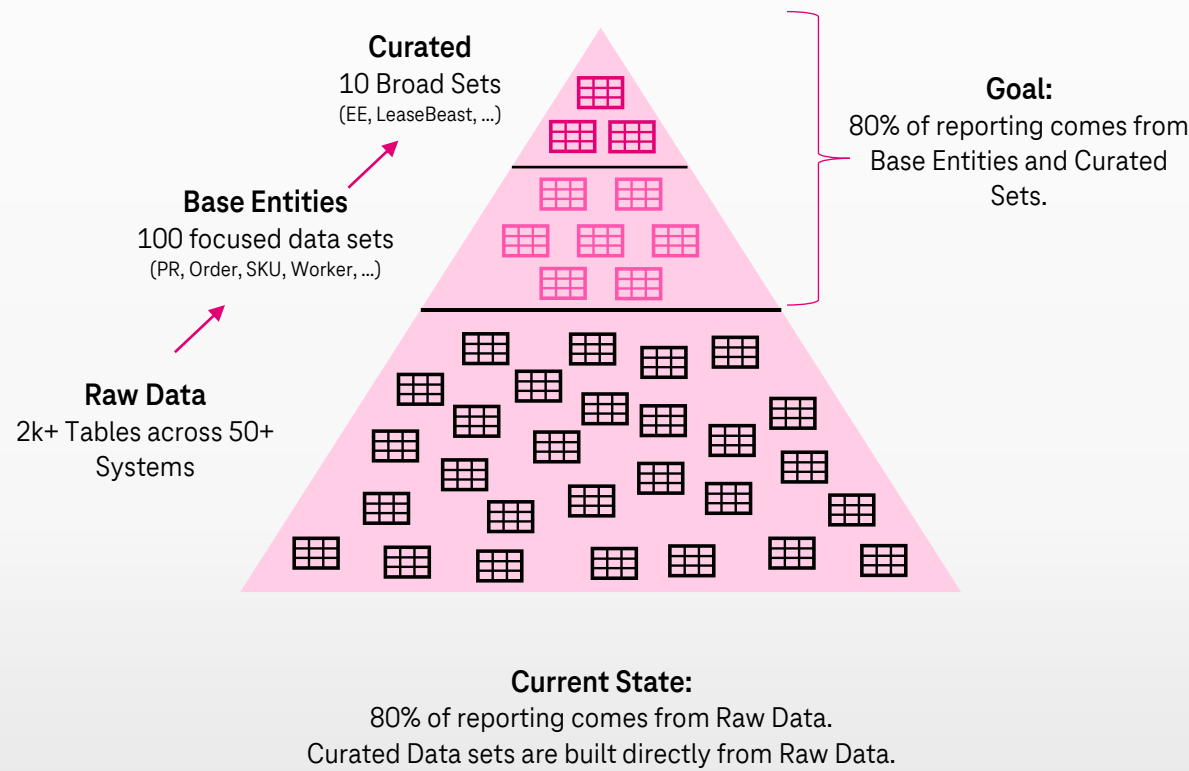 Curated
10 Broad Sets
(EE, LeaseBeast, ...)
Goal:
80% of reporting comes from
Base Entities and Curated
Sets.
Base Entities
100 focused data sets
(PR, Order, SKU, Worker, ...)
Raw Data
2k+ Tables across 50+
Systems
Current State:
80% of reporting comes from Raw Data.
Curated Data sets are built directly from Raw Data.